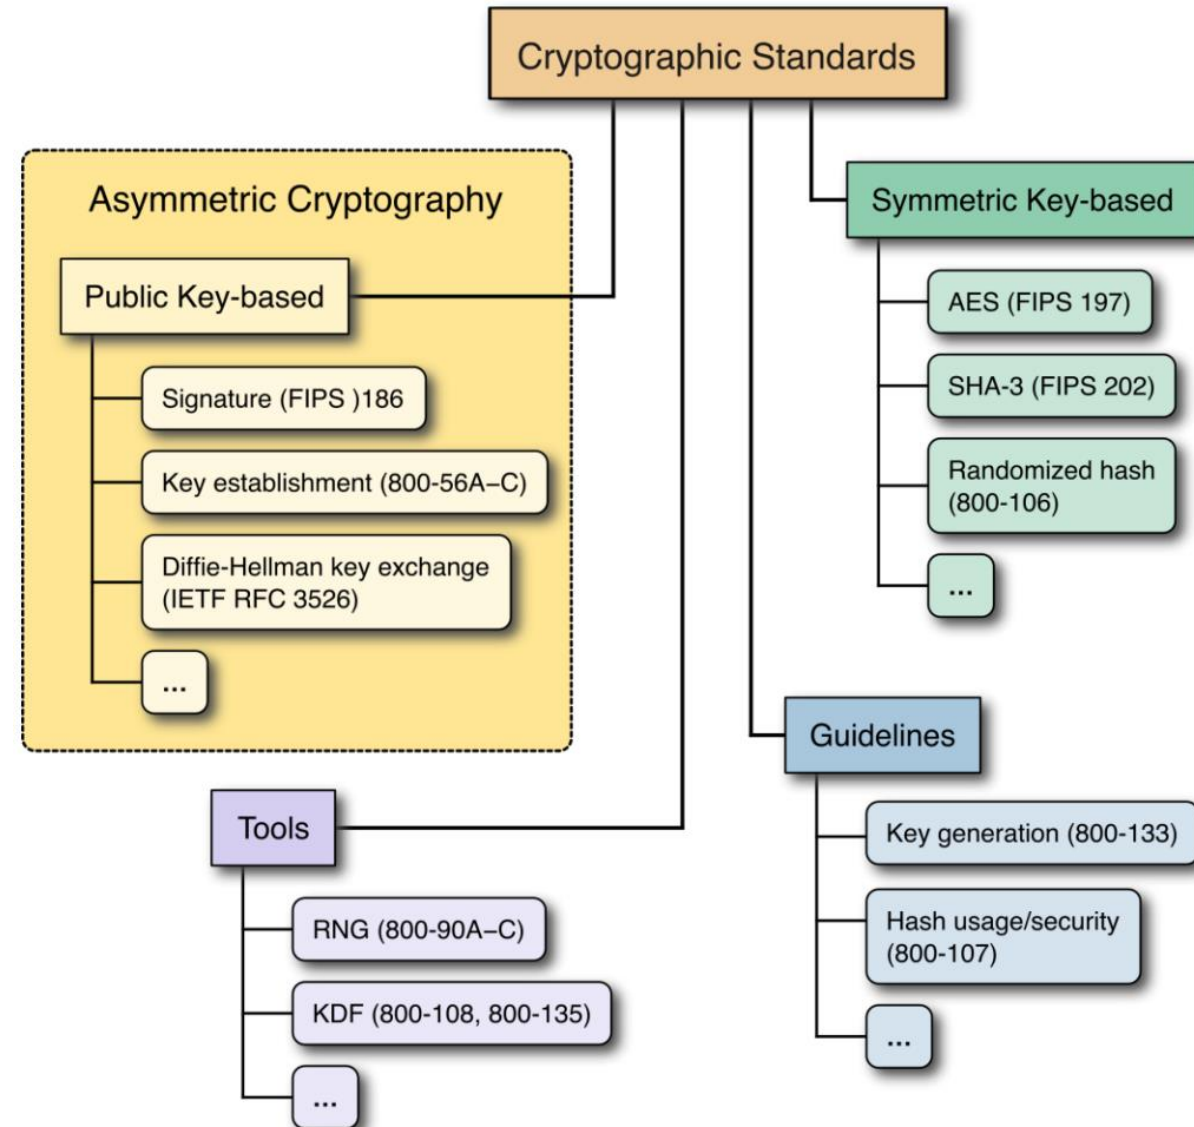 Cryptographic Standards
Asymmetric Cryptography
Public Key-based
Signature (FIPS )186
Key establishment (800-56A–C)
Diffie-Hellman key exchange
(IETF RFC 3526)
...
Symmetric Key-based
AES (FIPS 197)
SHA-3 (FIPS 202)
Randomized hash
(800-106)
...
Guidelines
Key generation (800-133)
Hash usage/security
(800-107)
...
Tools
RNG (800-90A–C)
KDF (800-108, 800-135)
...